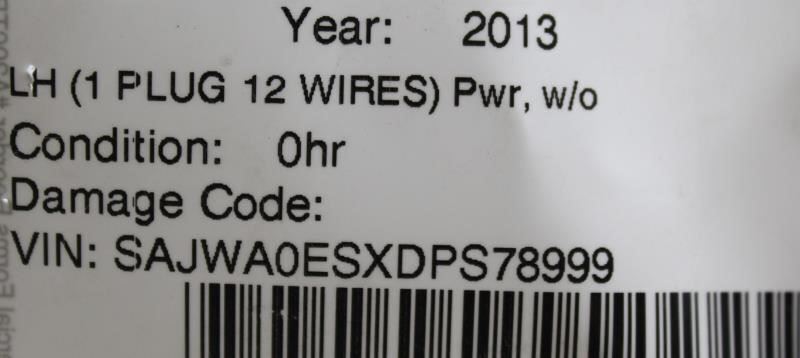 Year: 2013
LH (1 PLUG 12 WIRES) Pwr, w/o
Condition: 0hr
Damage Code:
VIN: SAJWA0ESXDPS78999